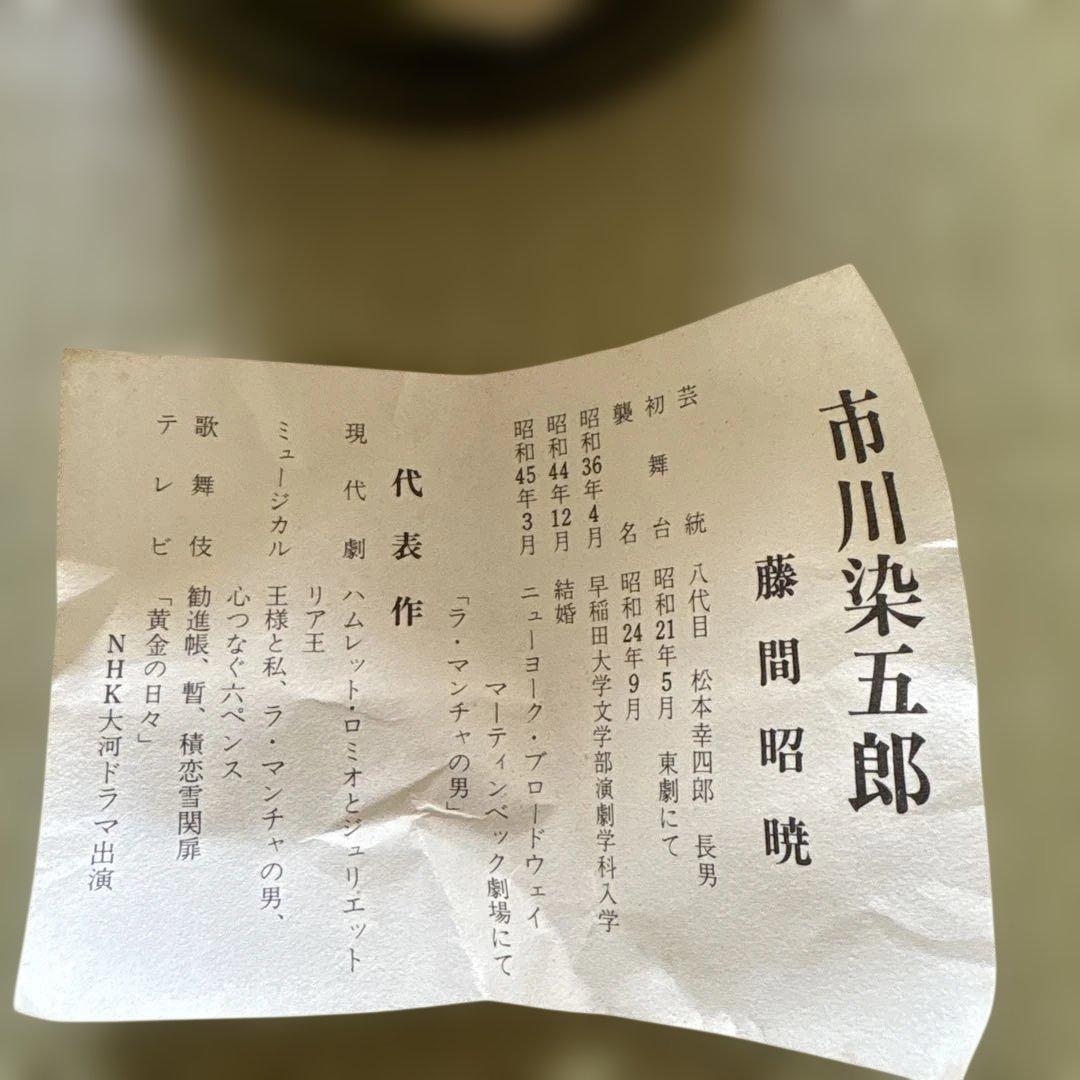 市川染五郎
藤間昭暁
芸統 八代目 松本幸四郎 長男
初舞台 昭和21年5月 東劇にて
襲名 昭和24年9月
昭和36年4月 早稲田大学文学部演劇学科入学
昭和44年12月 結婚
昭和45年3月 ニューヨーク・ブロードウェイ
マーティンベック劇場にて
「ラ・マンチャの男」
代表作
現代劇 ハムレット・ロミオとジュリエット
リア王
ミュージカル 王様と私、ラ・マンチャの男、
心つなぐ六ペンス
歌舞伎 勧進帳、暫、積恋雪関扉
テレビ 「黄金の日々」
NHK大河ドラマ出演